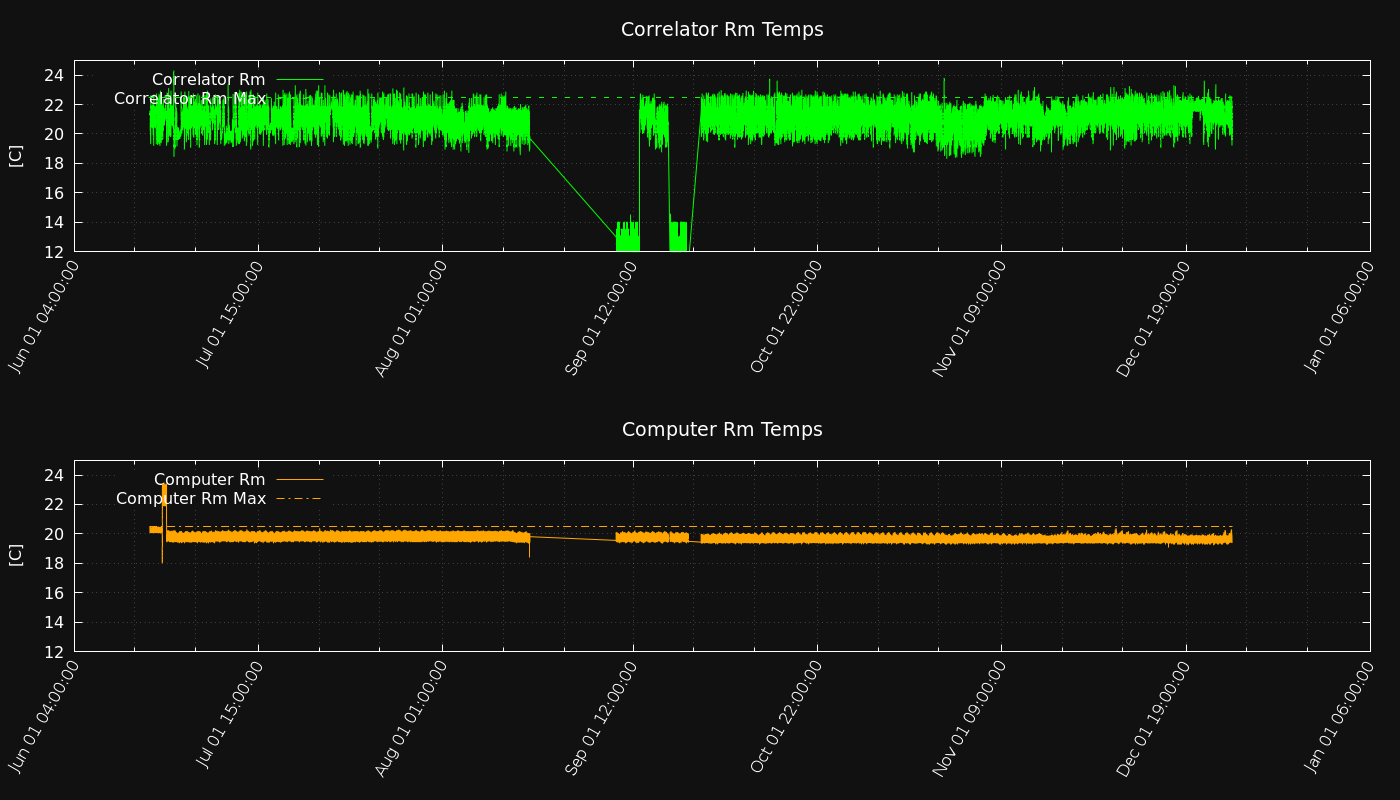 Correlator Rm Temps
Correlator Rm
Correlator Rm Max
[C]
24
22
20
18
16
14
12
Jun 01 04:00:00
Jul 01 15:00:00
Aug 01 01:00:00
Sep 01 12:00:00
Oct 01 22:00:00
Nov 01 09:00:00
Dec 01 19:00:00
Jan 01 06:00:00
Computer Rm Temps
Computer Rm
Computer Rm Max
[C]
24
22
20
18
16
14
12
Jun 01 04:00:00
Jul 01 15:00:00
Aug 01 01:00:00
Sep 01 12:00:00
Oct 01 22:00:00
Nov 01 09:00:00
Dec 01 19:00:00
Jan 01 06:00:00